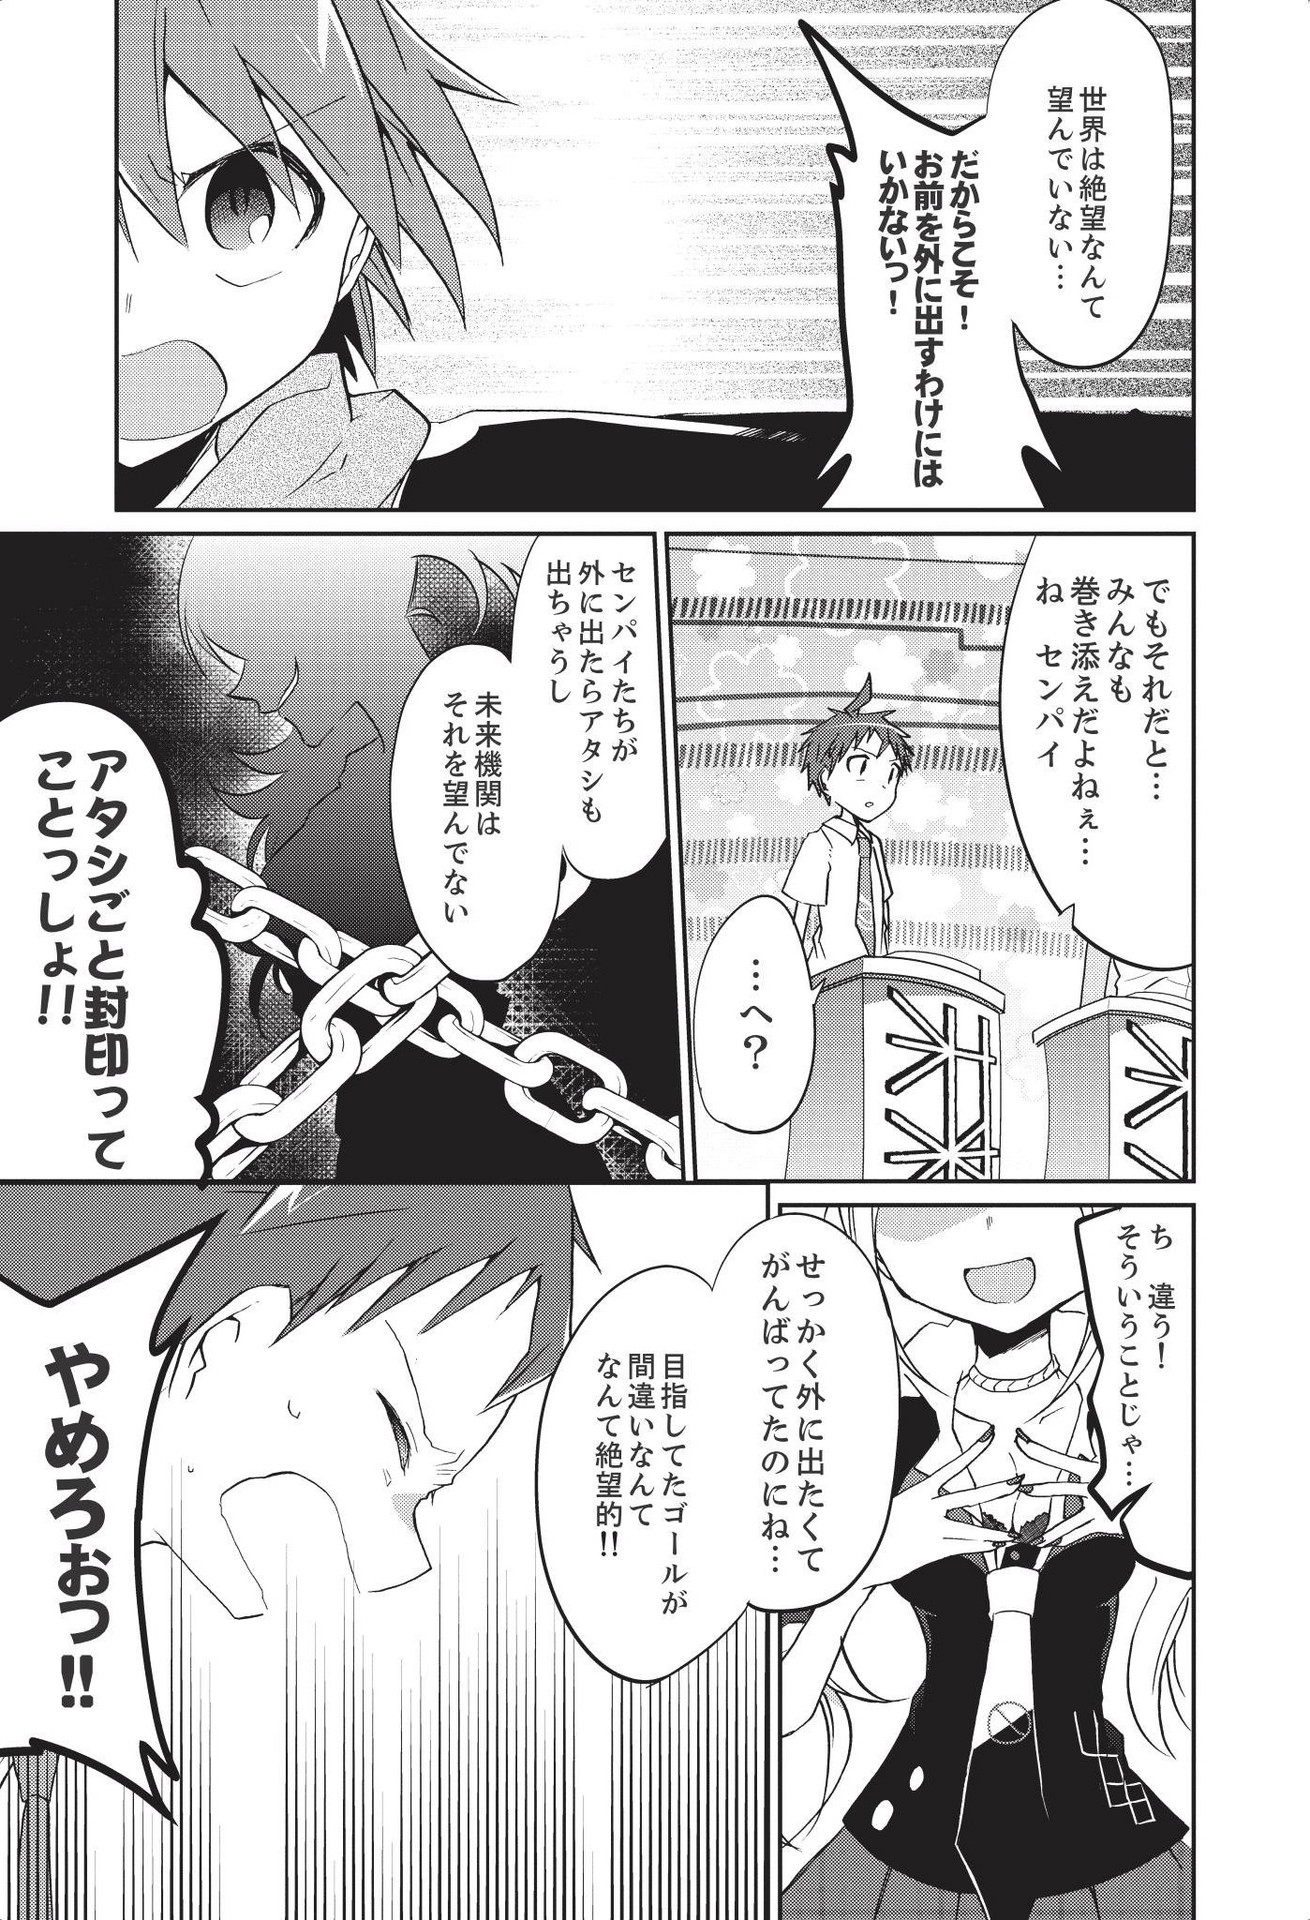 世界は絶望なんて
望んでいない…
だからこそ！
お前を外に出すわけには
いかないっ！
でもそれだと…
みんなも
巻き添えだよねぇ…
ね　センパイ
…へ？
センパイたちが
外に出たらアタシも
出ちゃうし
未来機関は
それを望んでない
アタシごと封印って
ことっしょ!!
ち　違う！
そういうことじゃ…
せっかく外に出たくて
がんばってたのにね…
目指してたゴールが
間違いなんて
なんて絶望的!!
やめろおっ!!